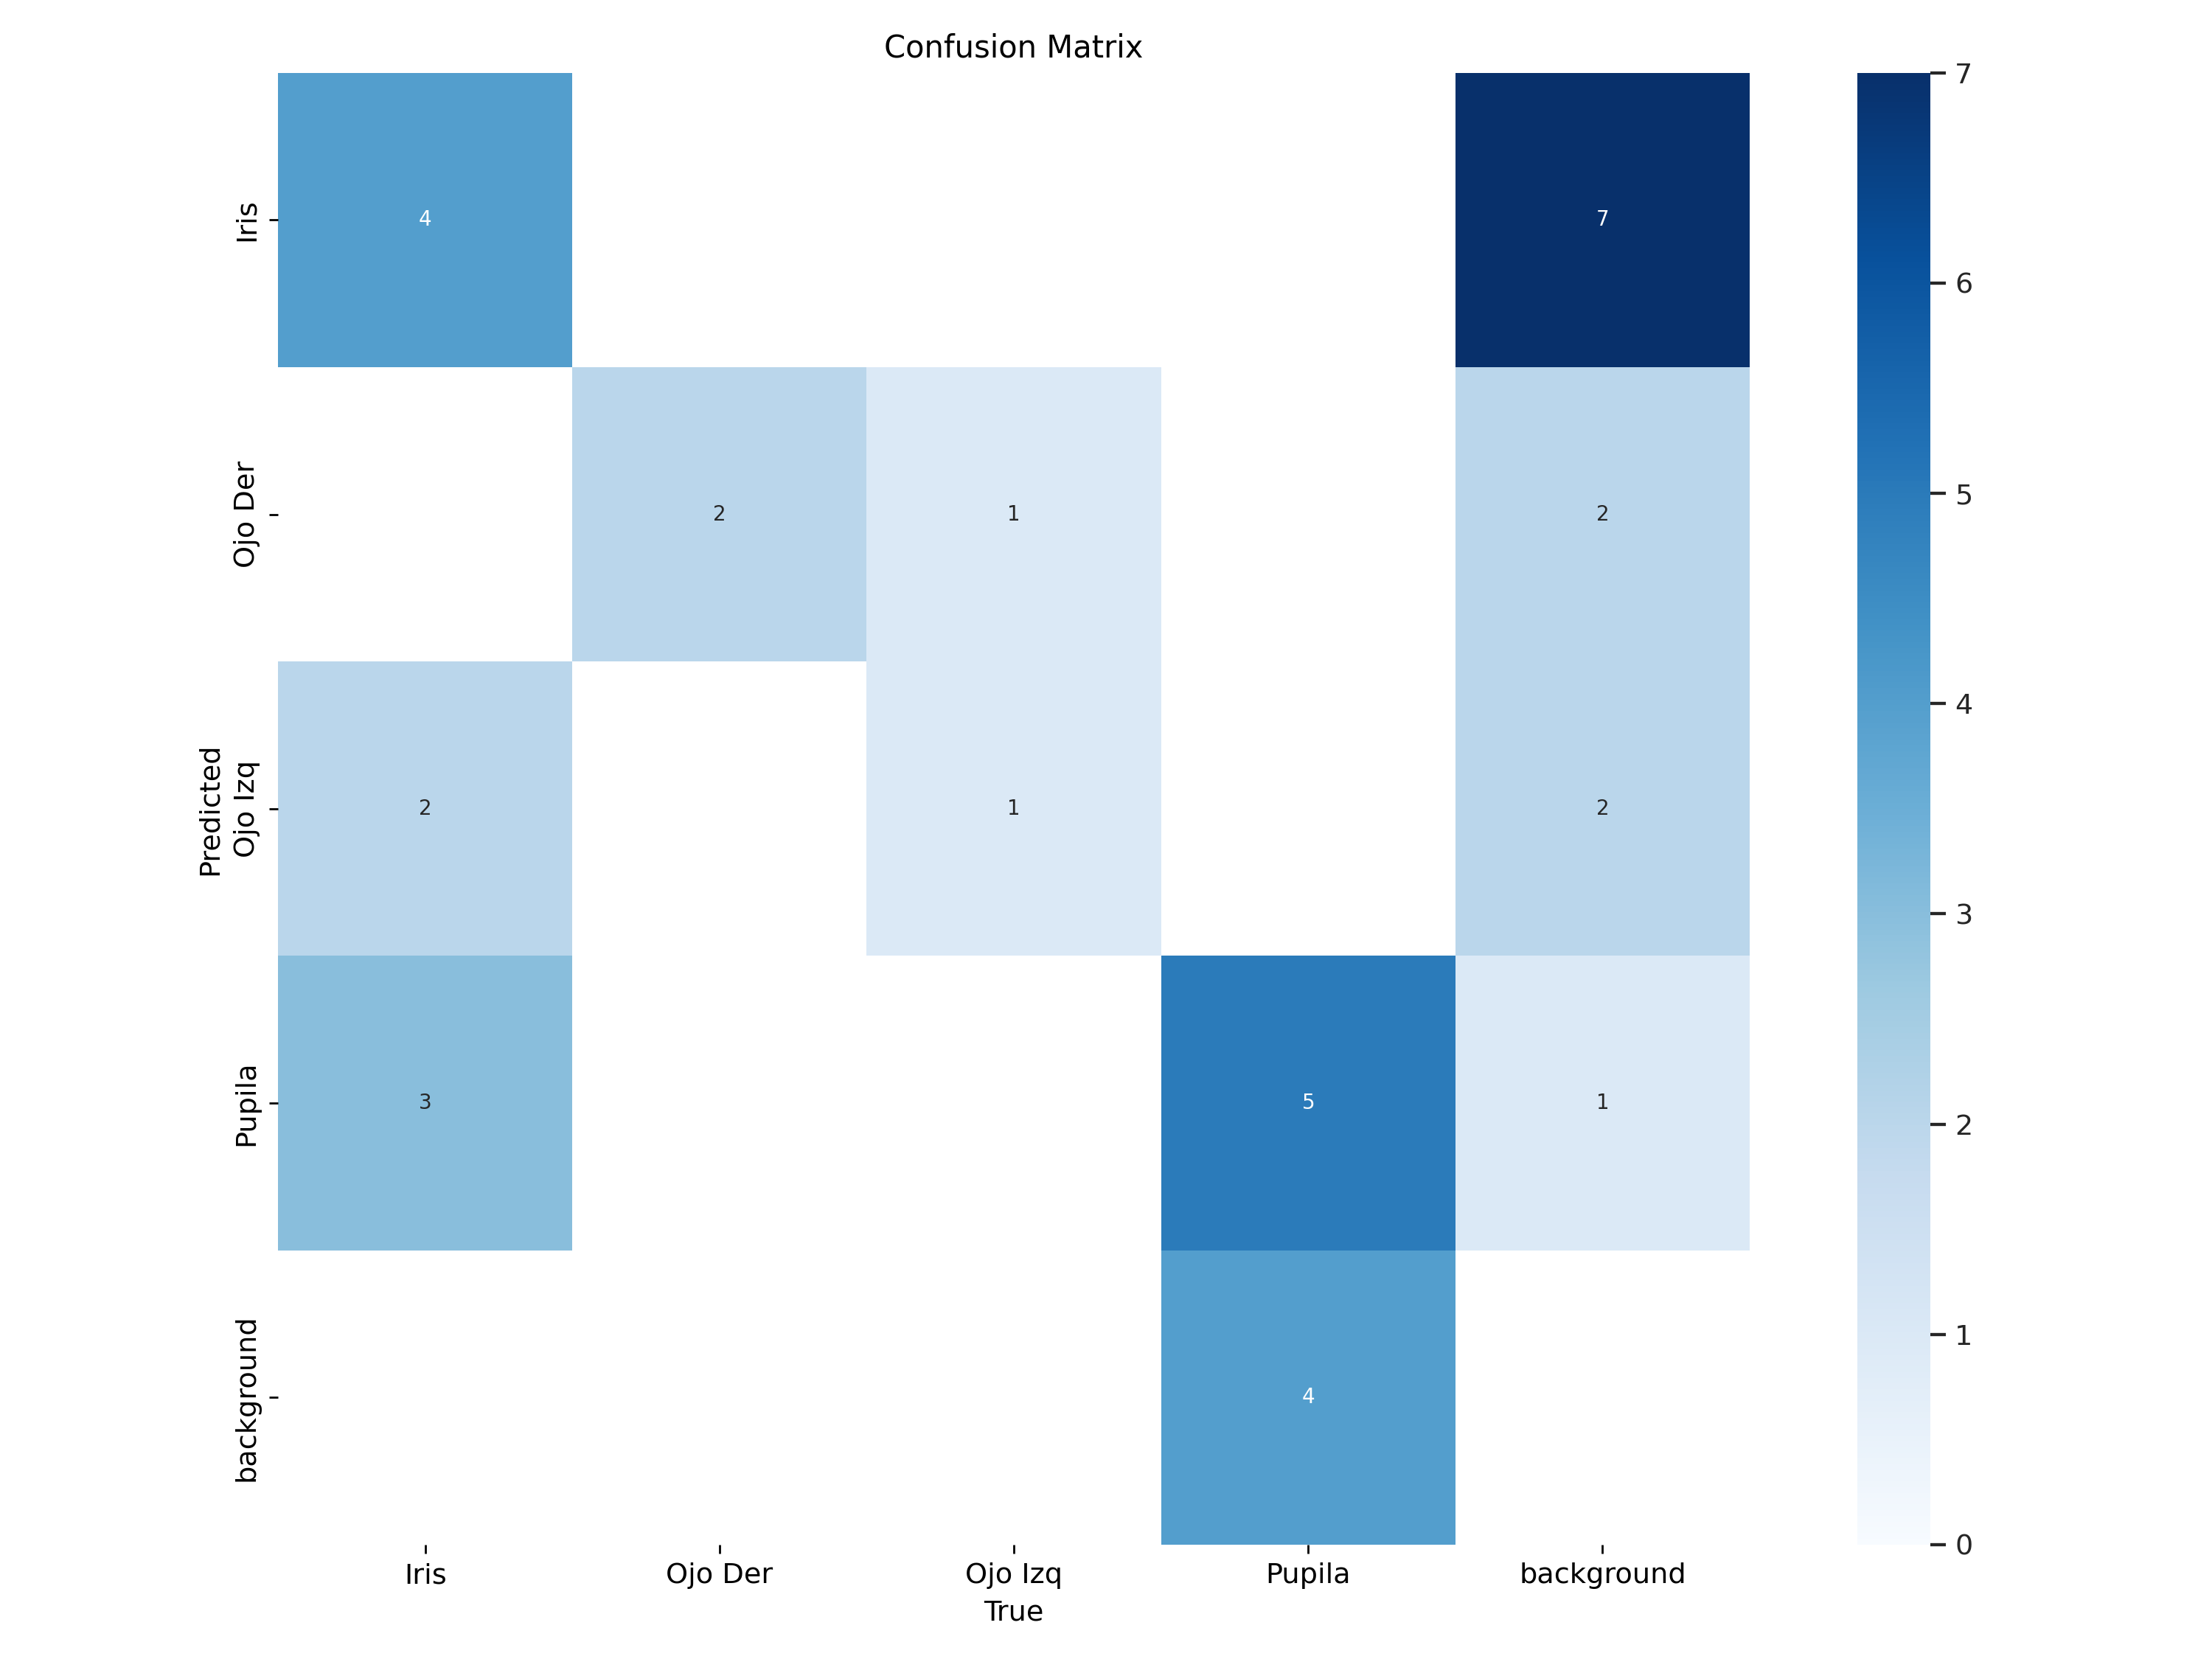 Confusion Matrix
Predicted
Iris
4
7
Ojo Der
2
1
2
Ojo Izq
2
1
2
Pupila
3
5
1
background
4
Iris
Ojo Der
Ojo Izq
Pupila
background
True
7
6
5
4
3
2
1
0